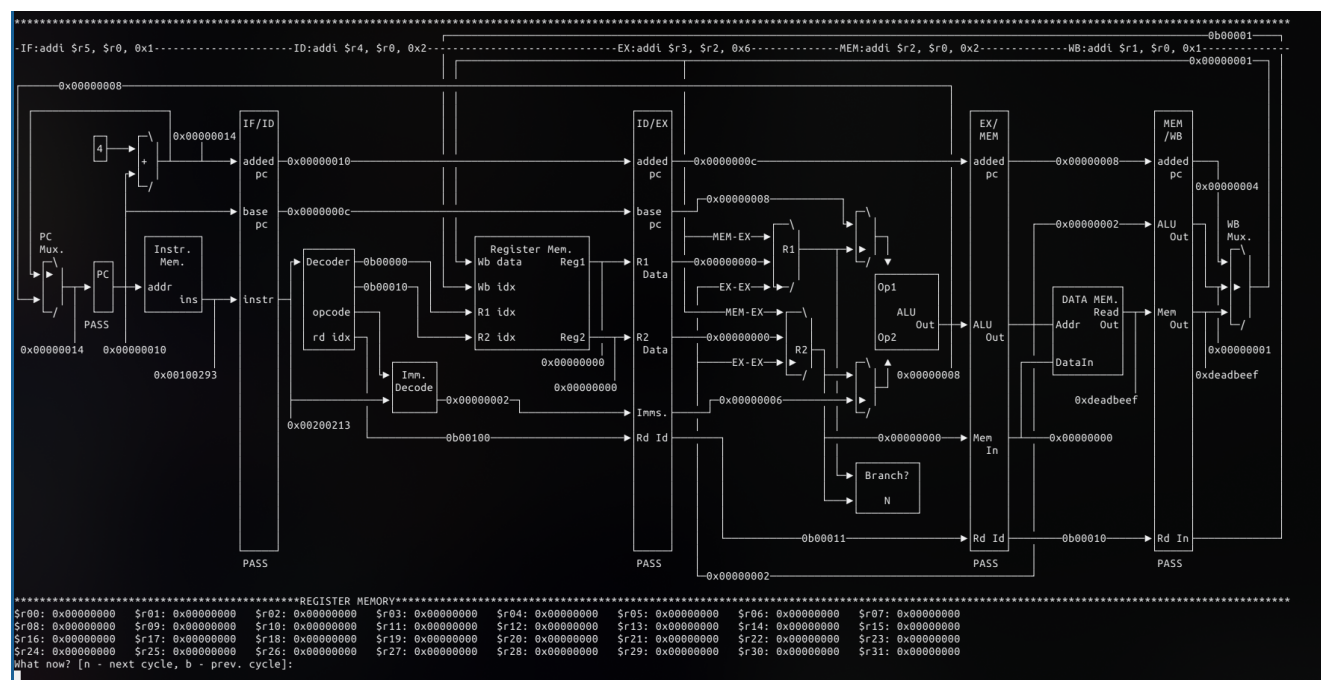 0b00001
-IF:addi $r5, $r0, 0x1-ID:addi $r4, $r0, 0x2-EX:addi $r3, $r2, 0x6-MEM:addi $r2, $r0, 0x2-WB:addi $r1, $r0, 0x1-
0x00000001
0x00000008
IF/ID ID/EX EX/ MEM
MEM /WB
4 + 0x00000014 added 0x00000010 added 0x0000000c added 0x00000008 added
pc pc pc pc
0x00000004
0x00000008
base 0x0000000c base 0x00000002 ALU
pc pc Out
PC Mux.
Instr. Mem.
Register Mem.
MEM-EX
R1
WB Mux.
PC addr Decoder 0b00000 Wb data Reg1 R1 Data 0x00000000
ins instr 0b00010 Wb idx EX-EX Op1 DATA MEM.
opcode R1 idx MEM-EX ALU Read Mem
Out ALU Addr Out Out
PASS rd idx R2 idx Reg2 R2 0x00000000 Op2 Out
0x00000014 0x00000010 0x00000000 Data R2 0x00000001
EX-EX DataIn
0x00100293 Imm. 0x00000000 0x00000008 0xdeadbeef
Decode 0x00000002 0x00000006 0xdeadbeef
Imms.
0x00200213
0b00100 Rd Id 0x00000000 Mem 0x00000000
In
Branch?
N
0b00011 Rd Id 0b00010 Rd In
PASS PASS PASS PASS
0x00000002
REGISTER MEMORY
$r00: 0x00000000 $r01: 0x00000000 $r02: 0x00000000 $r03: 0x00000000 $r04: 0x00000000 $r05: 0x00000000 $r06: 0x00000000 $r07: 0x00000000
$r08: 0x00000000 $r09: 0x00000000 $r10: 0x00000000 $r11: 0x00000000 $r12: 0x00000000 $r13: 0x00000000 $r14: 0x00000000 $r15: 0x00000000
$r16: 0x00000000 $r17: 0x00000000 $r18: 0x00000000 $r19: 0x00000000 $r20: 0x00000000 $r21: 0x00000000 $r22: 0x00000000 $r23: 0x00000000
$r24: 0x00000000 $r25: 0x00000000 $r26: 0x00000000 $r27: 0x00000000 $r28: 0x00000000 $r29: 0x00000000 $r30: 0x00000000 $r31: 0x00000000
What now? [n - next cycle, b - prev. cycle]: